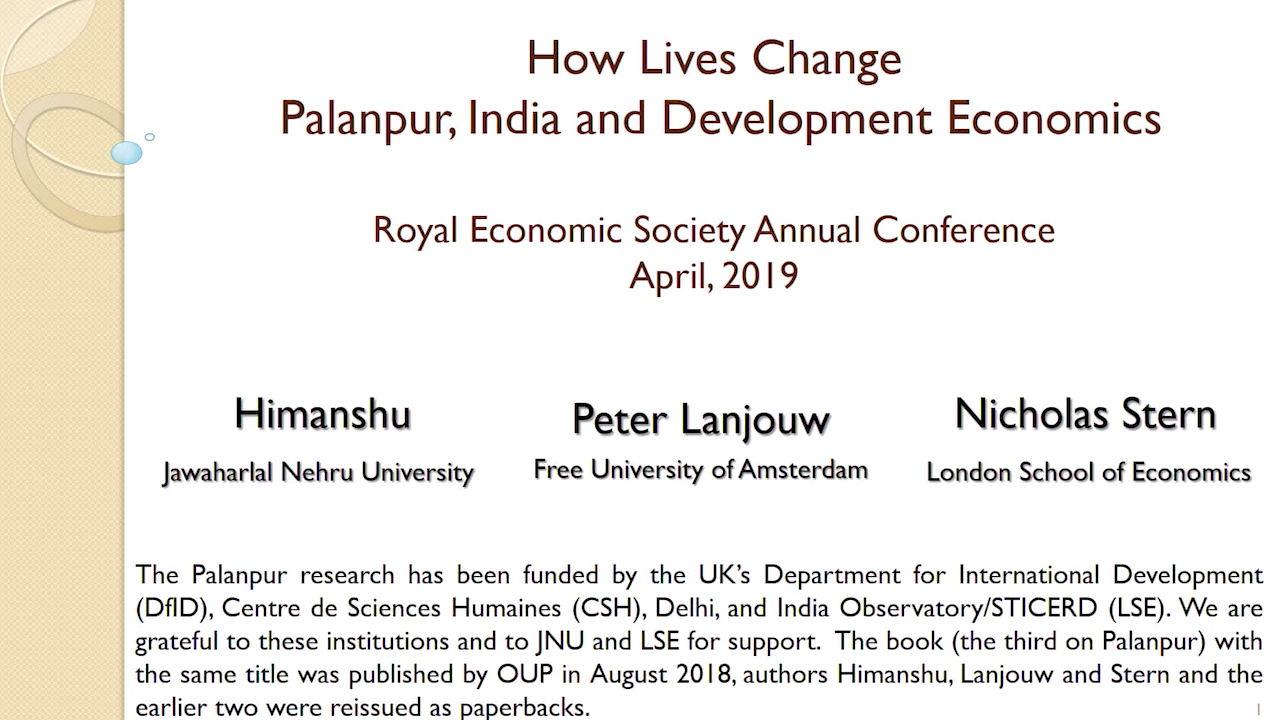 How Lives Change
Palanpur, India and Development Economics
Royal Economic Society Annual Conference
April, 2019
Himanshu
Jawaharlal Nehru University
Peter Lanjouw
Free University of Amsterdam
Nicholas Stern
London School of Economics
The Palanpur research has been funded by the UK's Department for International Development
(DfID), Centre de Sciences Humaines (CSH), Delhi, and India Observatory/STICERD (LSE). We are
grateful to these institutions and to JNU and LSE for support. The book (the third on Palanpur) with
the same title was published by OUP in August 2018, authors Himanshu, Lanjouw and Stern and the
earlier two were reissued as paperbacks.
1